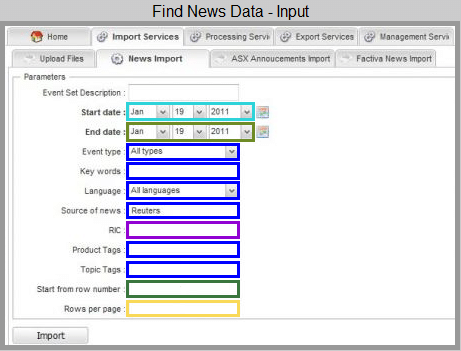 Find News Data - Input
Home Import Services Processing Servi Export Services Management Servic
Upload Files News Import ASX Annoucements Import Factiva News Import
Parameters
Event Set Description :
Start date : Jan 19 2011
End date : Jan 19 2011
Event type : All types
Key words :
Language : All languages
Source of news : Reuters
RIC :
Product Tags :
Topic Tags :
Start from row number :
Rows per page :
Import